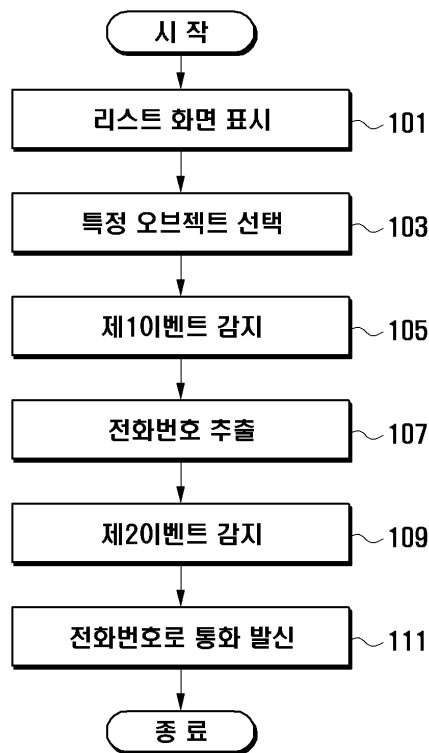 시 작
리스트 화면 표시
101
특정 오브젝트 선택
103
제1이벤트 감지
105
전화번호 추출
107
제2이벤트 감지
109
전화번호로 통화 발신
111
종 료